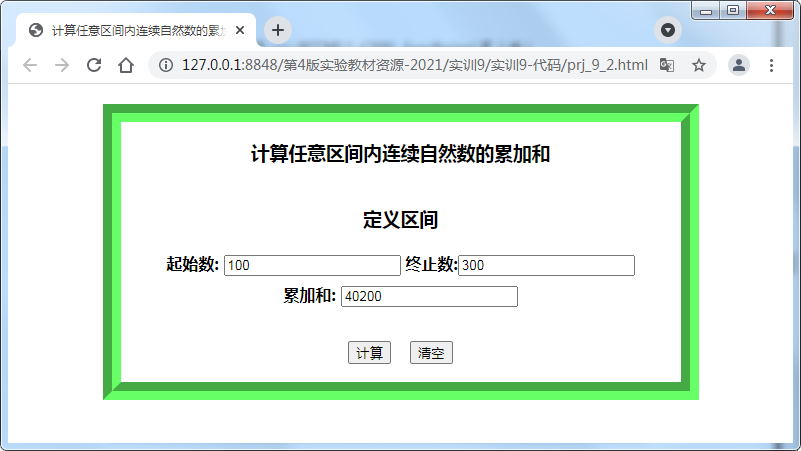 计算任意区间内连续自然数的累加
127.0.0.1:8848/第4版实验教材资源-2021/实训9/实训9-代码/prj_9_2.html
计算任意区间内连续自然数的累加和
定义区间
起始数: 100 终止数:300
累加和: 40200
计算 清空